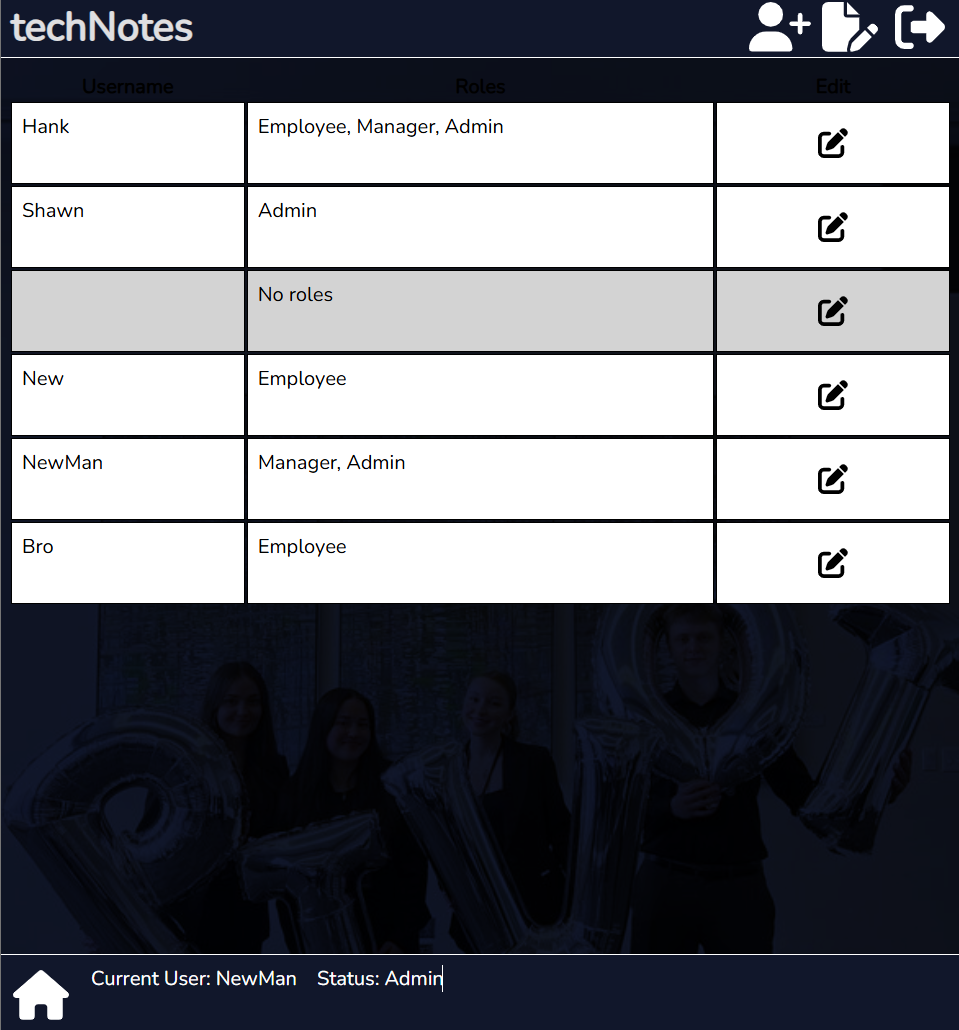 techNotes
Username Roles Edit
Hank Employee, Manager, Admin
Shawn Admin
No roles
New Employee
NewMan Manager, Admin
Bro Employee
Current User: NewMan Status: Admin